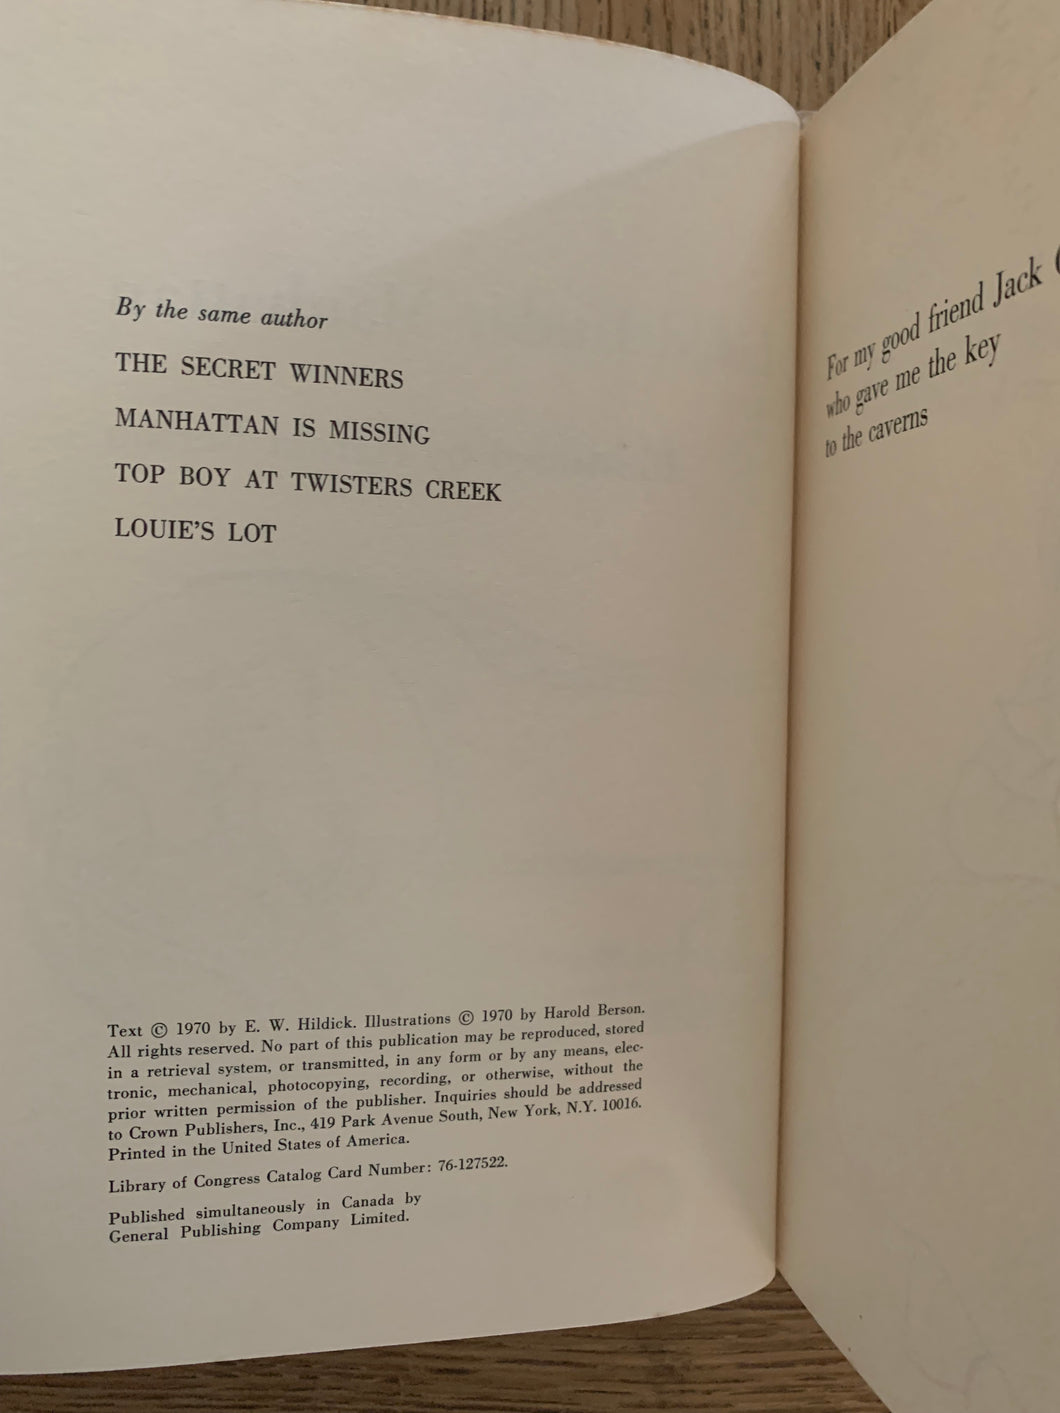 By the same author
THE SECRET WINNERS
MANHATTAN IS MISSING
TOP BOY AT TWISTERS CREEK
LOUIE'S LOT
Text © 1970 by E. W. Hildick. Illustrations © 1970 by Harold Berson.
All rights reserved. No part of this publication may be reproduced, stored
in a retrieval system, or transmitted, in any form or by any means, elec-
tronic, mechanical, photocopying, recording, or otherwise, without the
prior written permission of the publisher. Inquiries should be addressed
to Crown Publishers, Inc., 419 Park Avenue South, New York, N.Y. 10016.
Printed in the United States of America.
Library of Congress Catalog Card Number: 76-127522.
Published simultaneously in Canada by
General Publishing Company Limited.
For my good friend Jack
who gave me the key
to the caverns